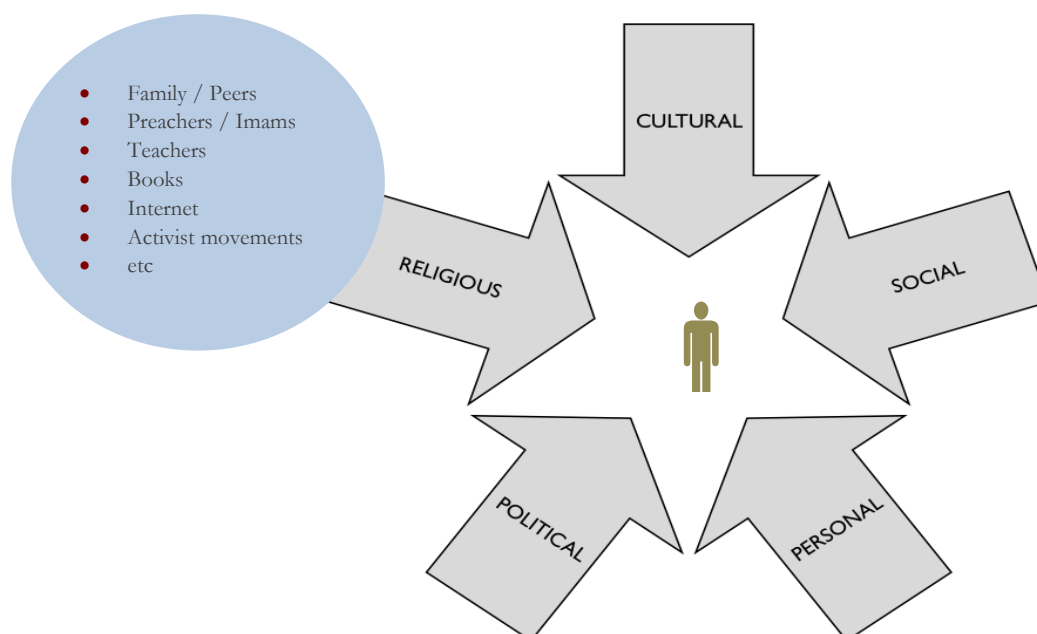 Family / Peers
Preachers / Imams
Teachers
Books
Internet
Activist movements
etc
CULTURAL
RELIGIOUS
SOCIAL
POLITICAL
PERSONAL